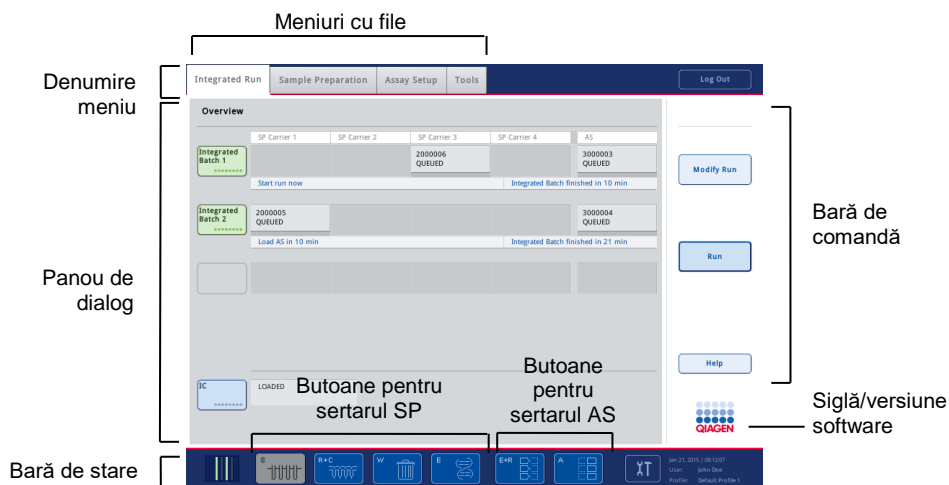 Meniuri cu file
Denumire
meniu
Integrated Run Sample Preparation Assay Setup Tools Log Out
Overview
SP Carrier 1 SP Carrier 2 SP Carrier 3 SP Carrier 4 AS
Integrated
Batch 1
2000006
QUEUED
3000003
QUEUED
Start run now Integrated Batch finished in 10 min
Modify Run
Integrated
Batch 2
2000005
QUEUED
3000004
QUEUED
Load AS in 10 min Integrated Batch finished in 21 min
Run
Bară de
comandă
Panou de
dialog
Help
IC
LOADED
Butoane pentru
sertarul SP
Butoane
pentru
sertarul AS
QIAGEN
Siglă/versiune
software
Bară de stare
B R+C W E E+R A
Jan 21, 2015 | 08:12:07
User: John Doe
Profile: Default Profile 1